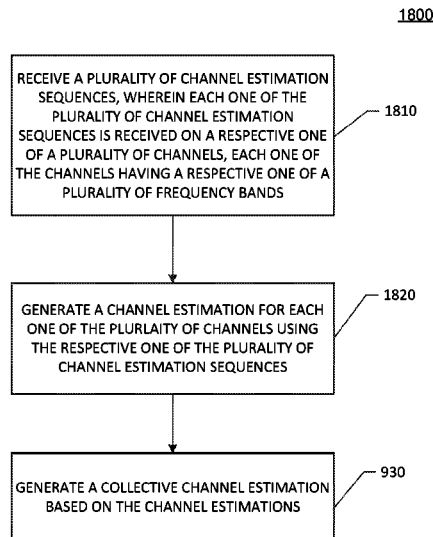 1800
RECEIVE A PLURALITY OF CHANNEL ESTIMATION
SEQUENCES, WHEREIN EACH ONE OF THE
PLURALITY OF CHANNEL ESTIMATION
SEQUENCES IS RECEIVED ON A RESPECTIVE ONE
OF A PLURALITY OF CHANNELS, EACH ONE OF
THE CHANNELS HAVING A RESPECTIVE ONE OF A
PLURALITY OF FREQUENCY BANDS
1810
GENERATE A CHANNEL ESTIMATION FOR EACH
ONE OF THE PLURLAITY OF CHANNELS USING
THE RESPECTIVE ONE OF THE PLURALITY OF
CHANNEL ESTIMATION SEQUENCES
1820
GENERATE A COLLECTIVE CHANNEL ESTIMATION
BASED ON THE CHANNEL ESTIMATIONS
930